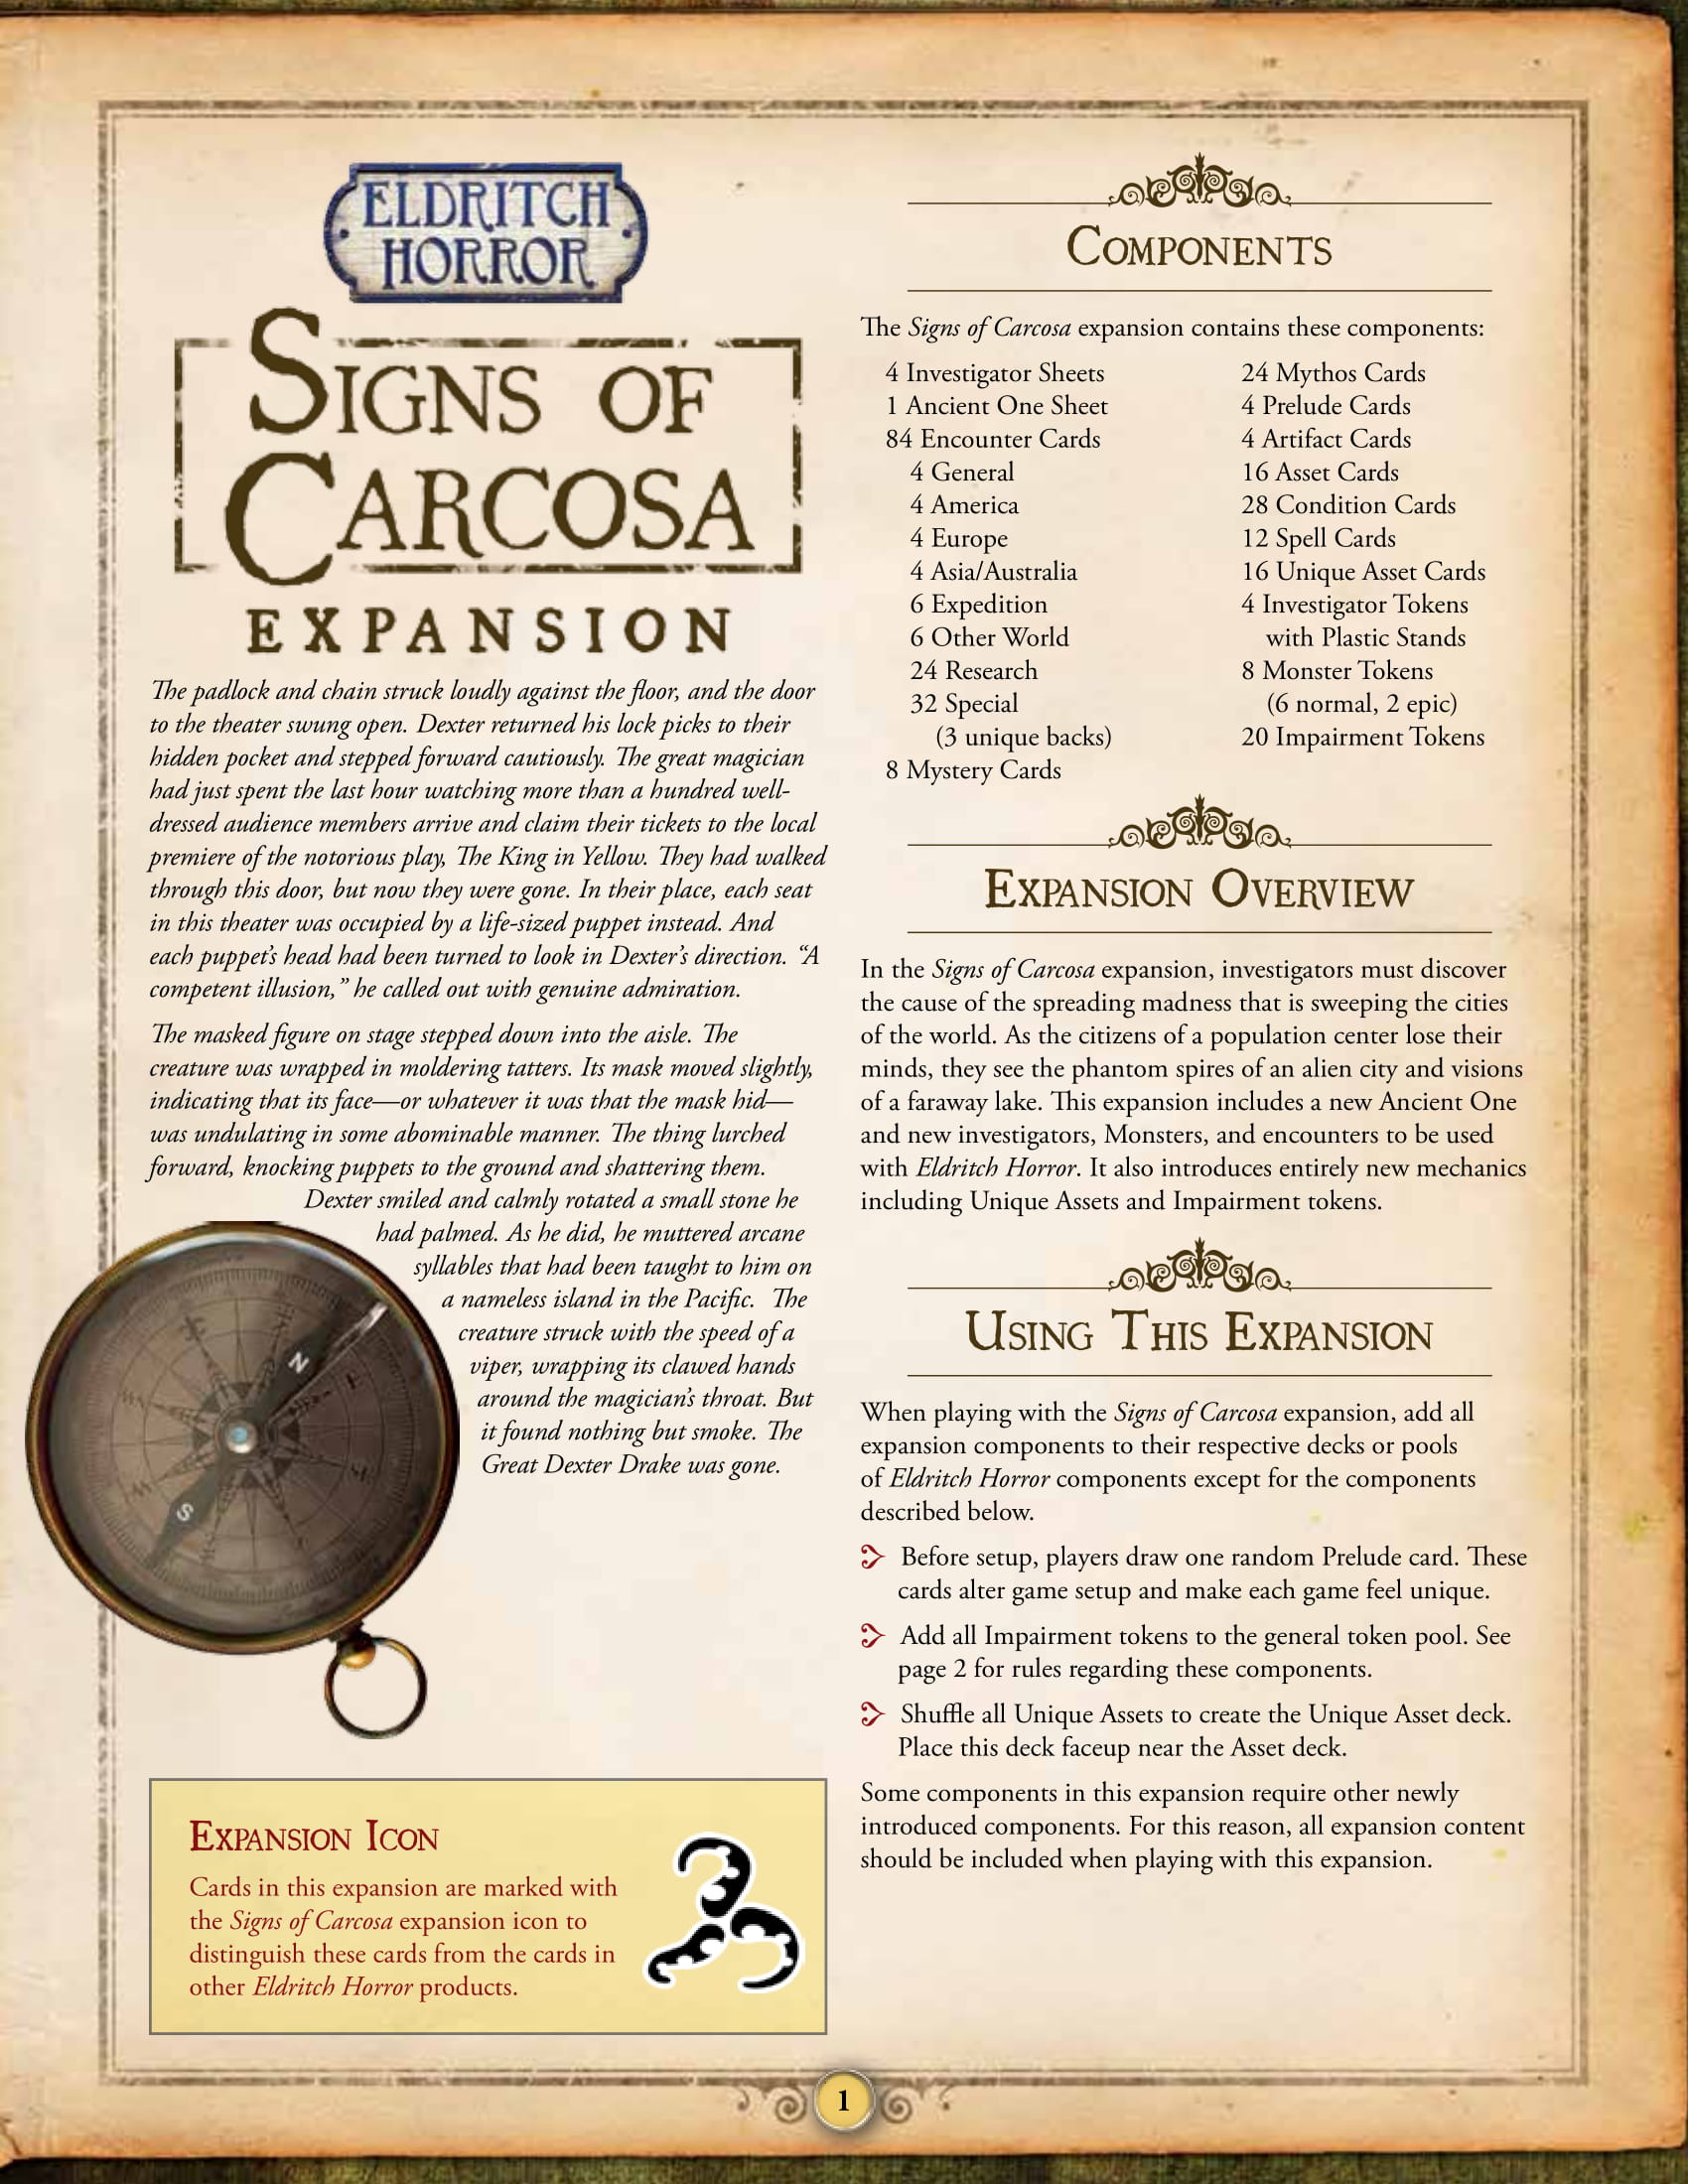 ELDRITCH
HORROR
SIGNS OF
CARCOSA
EXPANSION
The padlock and chain struck loudly against the floor, and the door
to the theater swung open. Dexter returned his lock picks to their
hidden pocket and stepped forward cautiously. The great magician
had just spent the last hour watching more than a hundred well-
dressed audience members arrive and claim their tickets to the local
premiere of the notorious play, The King in Yellow. They had walked
through this door, but now they were gone. In their place, each seat
in this theater was occupied by a life-sized puppet instead. And
each puppet's head had been turned to look in Dexter's direction. “A
competent illusion,” he called out with genuine admiration.
The masked figure on stage stepped down into the aisle. The
creature was wrapped in moldering tatters. Its mask moved slightly,
indicating that its face—or whatever it was that the mask hid—
was undulating in some abominable manner. The thing lurched
forward, knocking puppets to the ground and shattering them.
Dexter smiled and calmly rotated a small stone he
had palmed. As he did, he muttered arcane
syllables that had been taught to him on
a nameless island in the Pacific. The
creature struck with the speed of a
viper, wrapping its clawed hands
around the magician's throat. But
it found nothing but smoke. The
Great Dexter Drake was gone.
N
S
EXPANSION ICON
Cards in this expansion are marked with
the Signs of Carcosa expansion icon to
distinguish these cards from the cards in
other Eldritch Horror products.
COMPONENTS
The Signs of Carcosa expansion contains these components:
4 Investigator Sheets
1 Ancient One Sheet
84 Encounter Cards
4 General
4 America
4 Europe
4 Asia/Australia
6 Expedition
6 Other World
24 Research
32 Special
(3 unique backs)
8 Mystery Cards
24 Mythos Cards
4 Prelude Cards
4 Artifact Cards
16 Asset Cards
28 Condition Cards
12 Spell Cards
16 Unique Asset Cards
4 Investigator Tokens
with Plastic Stands
8 Monster Tokens
(6 normal, 2 epic)
20 Impairment Tokens
EXPANSION OVERVIEW
In the Signs of Carcosa expansion, investigators must discover
the cause of the spreading madness that is sweeping the cities
of the world. As the citizens of a population center lose their
minds, they see the phantom spires of an alien city and visions
of a faraway lake. This expansion includes a new Ancient One
and new investigators, Monsters, and encounters to be used
with Eldritch Horror. It also introduces entirely new mechanics
including Unique Assets and Impairment tokens.
USING THIS EXPANSION
When playing with the Signs of Carcosa expansion, add all
expansion components to their respective decks or pools
of Eldritch Horror components except for the components
described below.
Before setup, players draw one random Prelude card. These
cards alter game setup and make each game feel unique.
Add all Impairment tokens to the general token pool. See
page 2 for rules regarding these components.
Shuffle all Unique Assets to create the Unique Asset deck.
Place this deck faceup near the Asset deck.
Some components in this expansion require other newly
introduced components. For this reason, all expansion content
should be included when playing with this expansion.
1